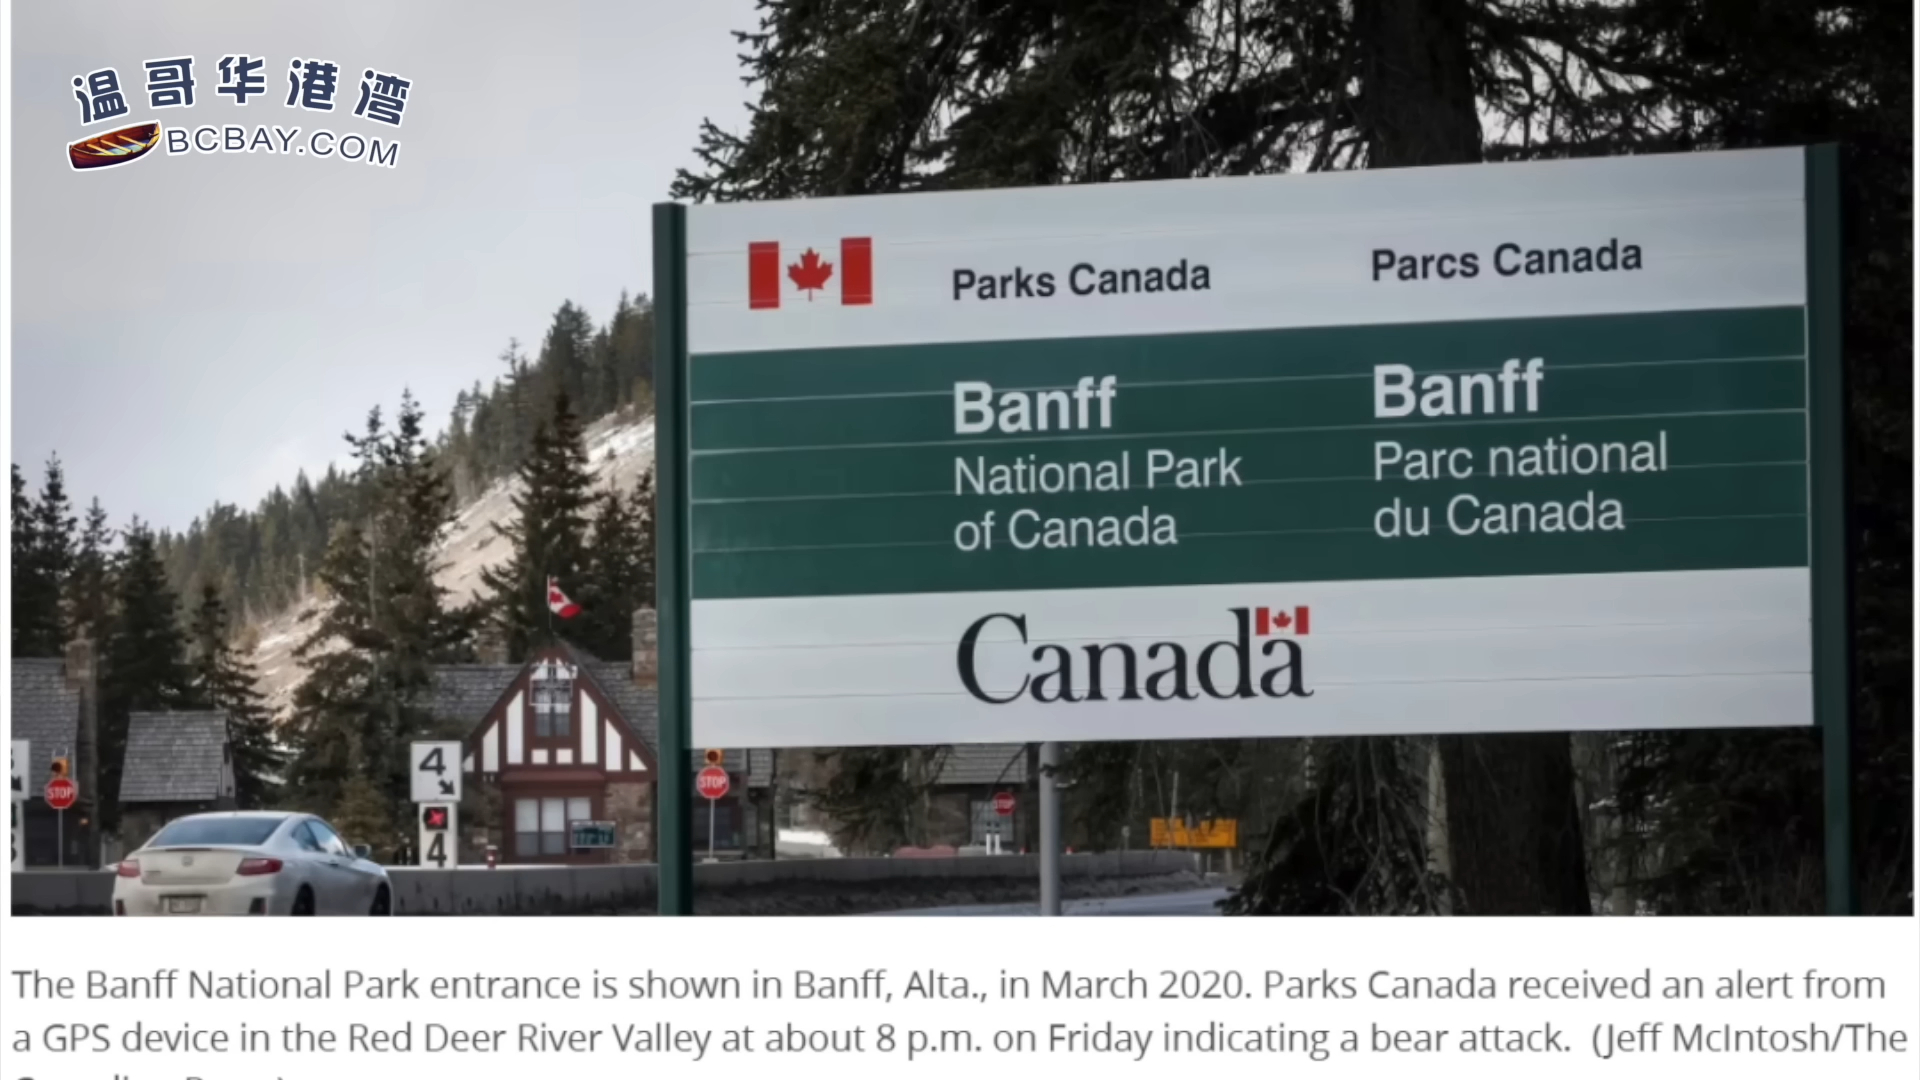 温哥华港湾
BCBAY.COM
Parks Canada
Parcs Canada
Banff
National Park
of Canada
Banff
Parc national
du Canada
Canada
4
4
STOP
STOP
STOP
The Banff National Park entrance is shown in Banff, Alta., in March 2020. Parks Canada received an alert from
a GPS device in the Red Deer River Valley at about 8 p.m. on Friday indicating a bear attack. (Jeff McIntosh/The